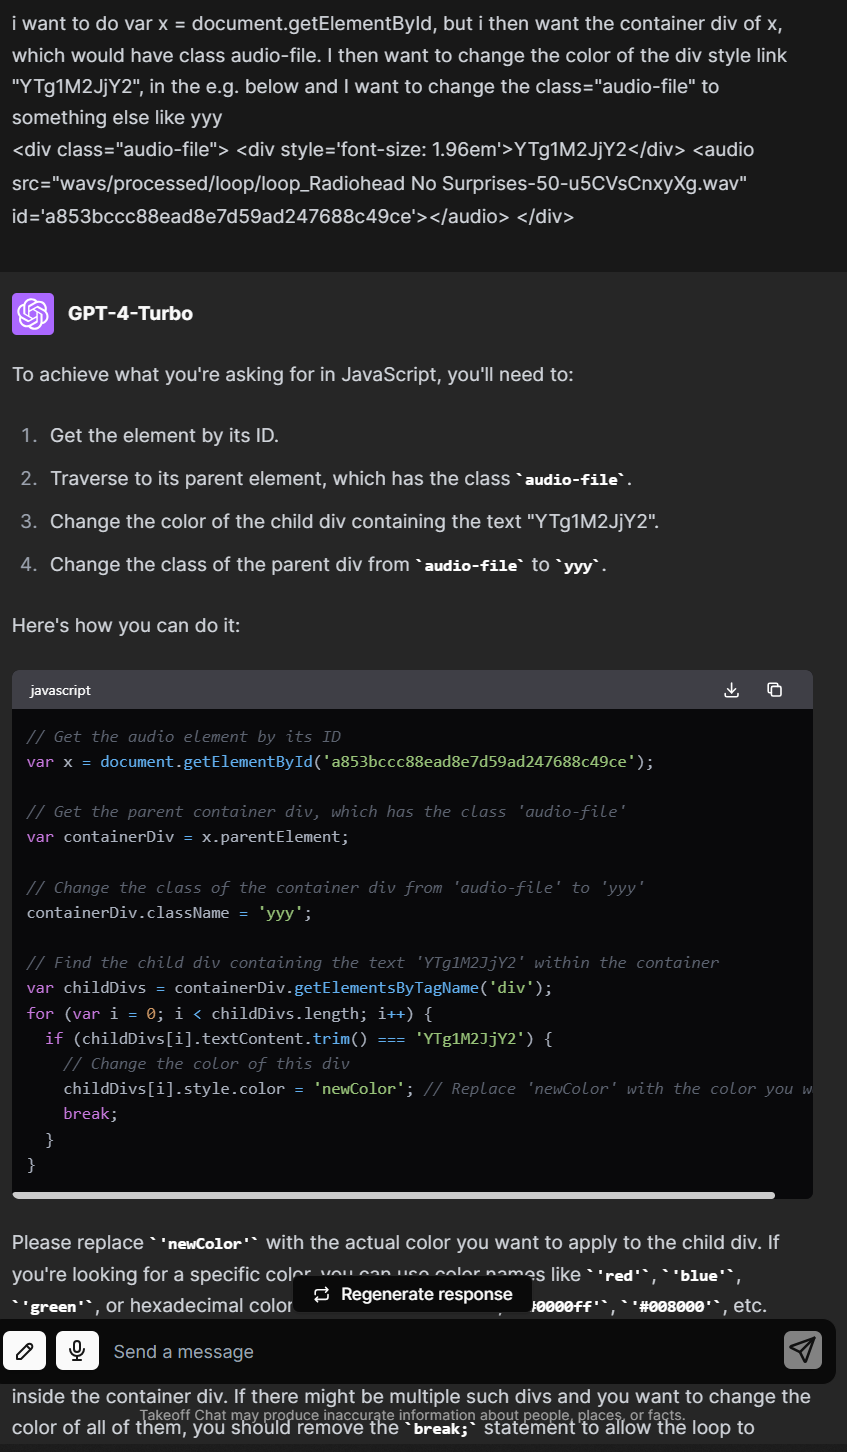 i want to do var x = document.getElementById, but i then want the container div of x,
which would have class audio-file. I then want to change the color of the div style link
"YTg1M2JjY2", in the e.g. below and I want to change the class="audio-file" to
something else like yyy
<div class="audio-file"> <div style='font-size: 1.96em'>YTg1M2JjY2</div> <audio
src="wavs/processed/loop/loop_Radiohead No Surprises-50-u5CVsCnxyXg.wav"
id='a853bccc88ead8e7d59ad247688c49ce'></audio> </div>
GPT-4-Turbo
To achieve what you're asking for in JavaScript, you'll need to:
1. Get the element by its ID.
2. Traverse to its parent element, which has the class `audio-file`.
3. Change the color of the child div containing the text "YTg1M2JjY2".
4. Change the class of the parent div from `audio-file` to `yyy`.
Here's how you can do it:
javascript
// Get the audio element by its ID
var x = document.getElementById('a853bccc88ead8e7d59ad247688c49ce');
// Get the parent container div, which has the class 'audio-file'
var containerDiv = x.parentElement;
// Change the class of the container div from 'audio-file' to 'yyy'
containerDiv.className = 'yyy';
// Find the child div containing the text 'YTg1M2JjY2' within the container
var childDivs = containerDiv.getElementsByTagName('div');
for (var i = 0; i < childDivs.length; i++) {
if (childDivs[i].textContent.trim() === 'YTg1M2JjY2') {
// Change the color of this div
childDivs[i].style.color = 'newColor'; // Replace 'newColor' with the color you w
break;
}
}
Please replace `'newColor'` with the actual color you want to apply to the child div. If
you're looking for a specific color, you can use color names like `'red'`, `'blue'`,
`'green'`, or hexadecimal color #0000ff'`, `'#008000'`, etc.
Regenerate response
Send a message
inside the container div. If there might be multiple such divs and you want to change the
Takeoff Chat may produce inaccurate information about people, places, or facts.
color of all of them, you should remove the `break;` statement to allow the loop to